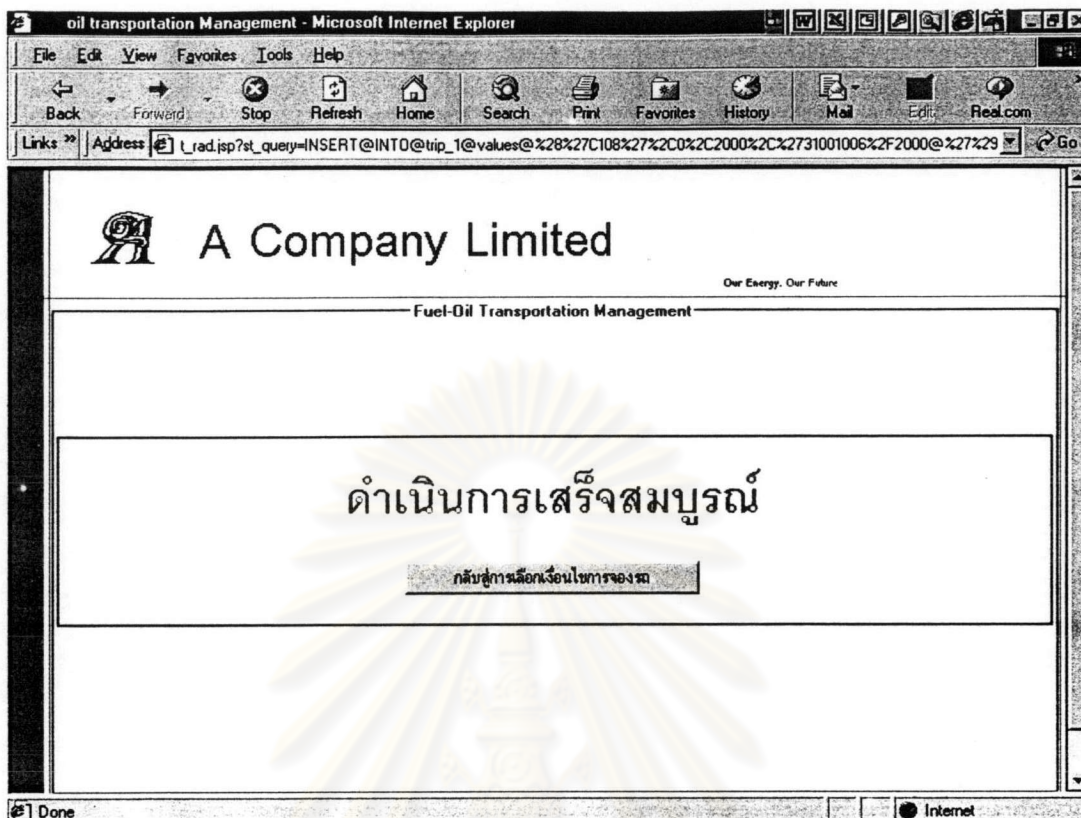 oil transportation Management - Microsoft Internet Explorer
File Edit View Favorites Tools Help
Back Forward Stop Refresh Home Search Print Favorites History Mail Edit Real.com
Links » Address t_rad.jsp?st_query=INSERT@INTO@trip_1@values@%28%27C108%27%2C0%2C2000%2C%2731001006%2F2000@%27%29 Go
A Company Limited
Our Energy. Our Future
Fuel-Oil Transportation Management
ดำเนินการเสร็จสมบูรณ์
กลับสู่การเลือกเงื่อนไขการจองรถ
Done Internet